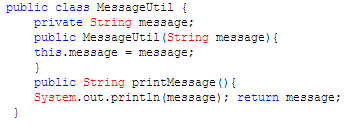 public class MessageUtil {
private String message;
public MessageUtil(String message){
this.message = message;
}
public String printMessage(){
System.out.println(message); return message;
}